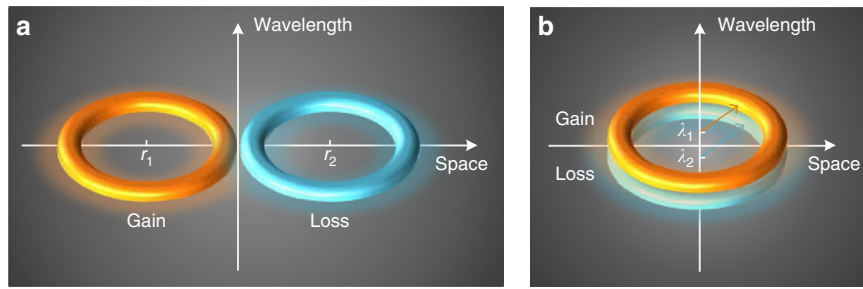 a
Wavelength
r1
r2
Space
Gain
Loss
b
Wavelength
Gain
λ1
Space
Loss
λ2